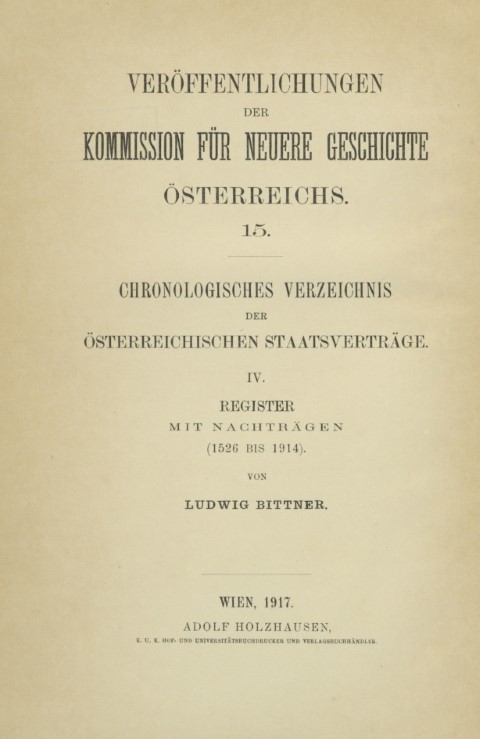 VERÖFFENTLICHUNGEN
DER
KOMMISSION FÜR NEUERE GESCHICHTE
ÖSTERREICHS.
15.
CHRONOLOGISCHES VERZEICHNIS
DER
ÖSTERREICHISCHEN STAATSVERTRÄGE.
IV.
REGISTER
MIT NACHTRÄGEN
(1526 BIS 1914).
VON
LUDWIG BITTNER.
WIEN, 1917.
ADOLF HOLZHAUSEN,
K. U. K. HOF- UND UNIVERSITÄTSBUCHDRUCKER UND VERLAGSBUCHHÄNDLER.